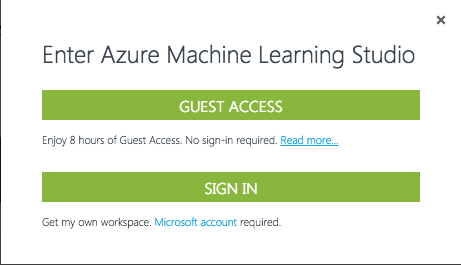 Enter Azure Machine Learning Studio
GUEST ACCESS
Enjoy 8 hours of Guest Access. No sign-in required. Read more...
SIGN IN
Get my own workspace. Microsoft account required.